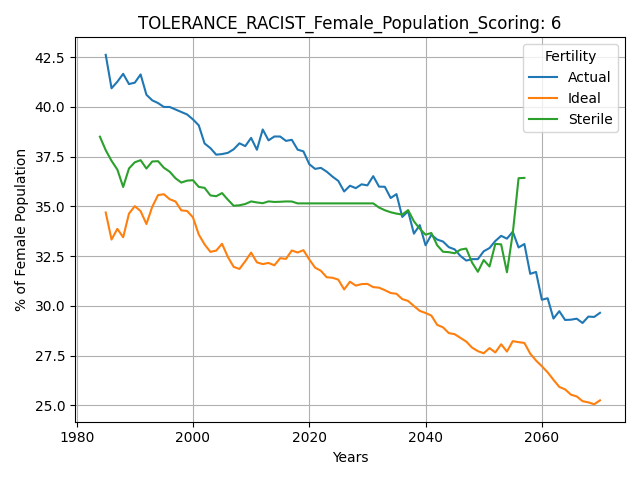 TOLERANCE_RACIST_Female_Population_Scoring: 6
% of Female Population
42.5
40.0
37.5
35.0
32.5
30.0
27.5
25.0
Fertility
Actual
Ideal
Sterile
1980
2000
2020
2040
2060
Years